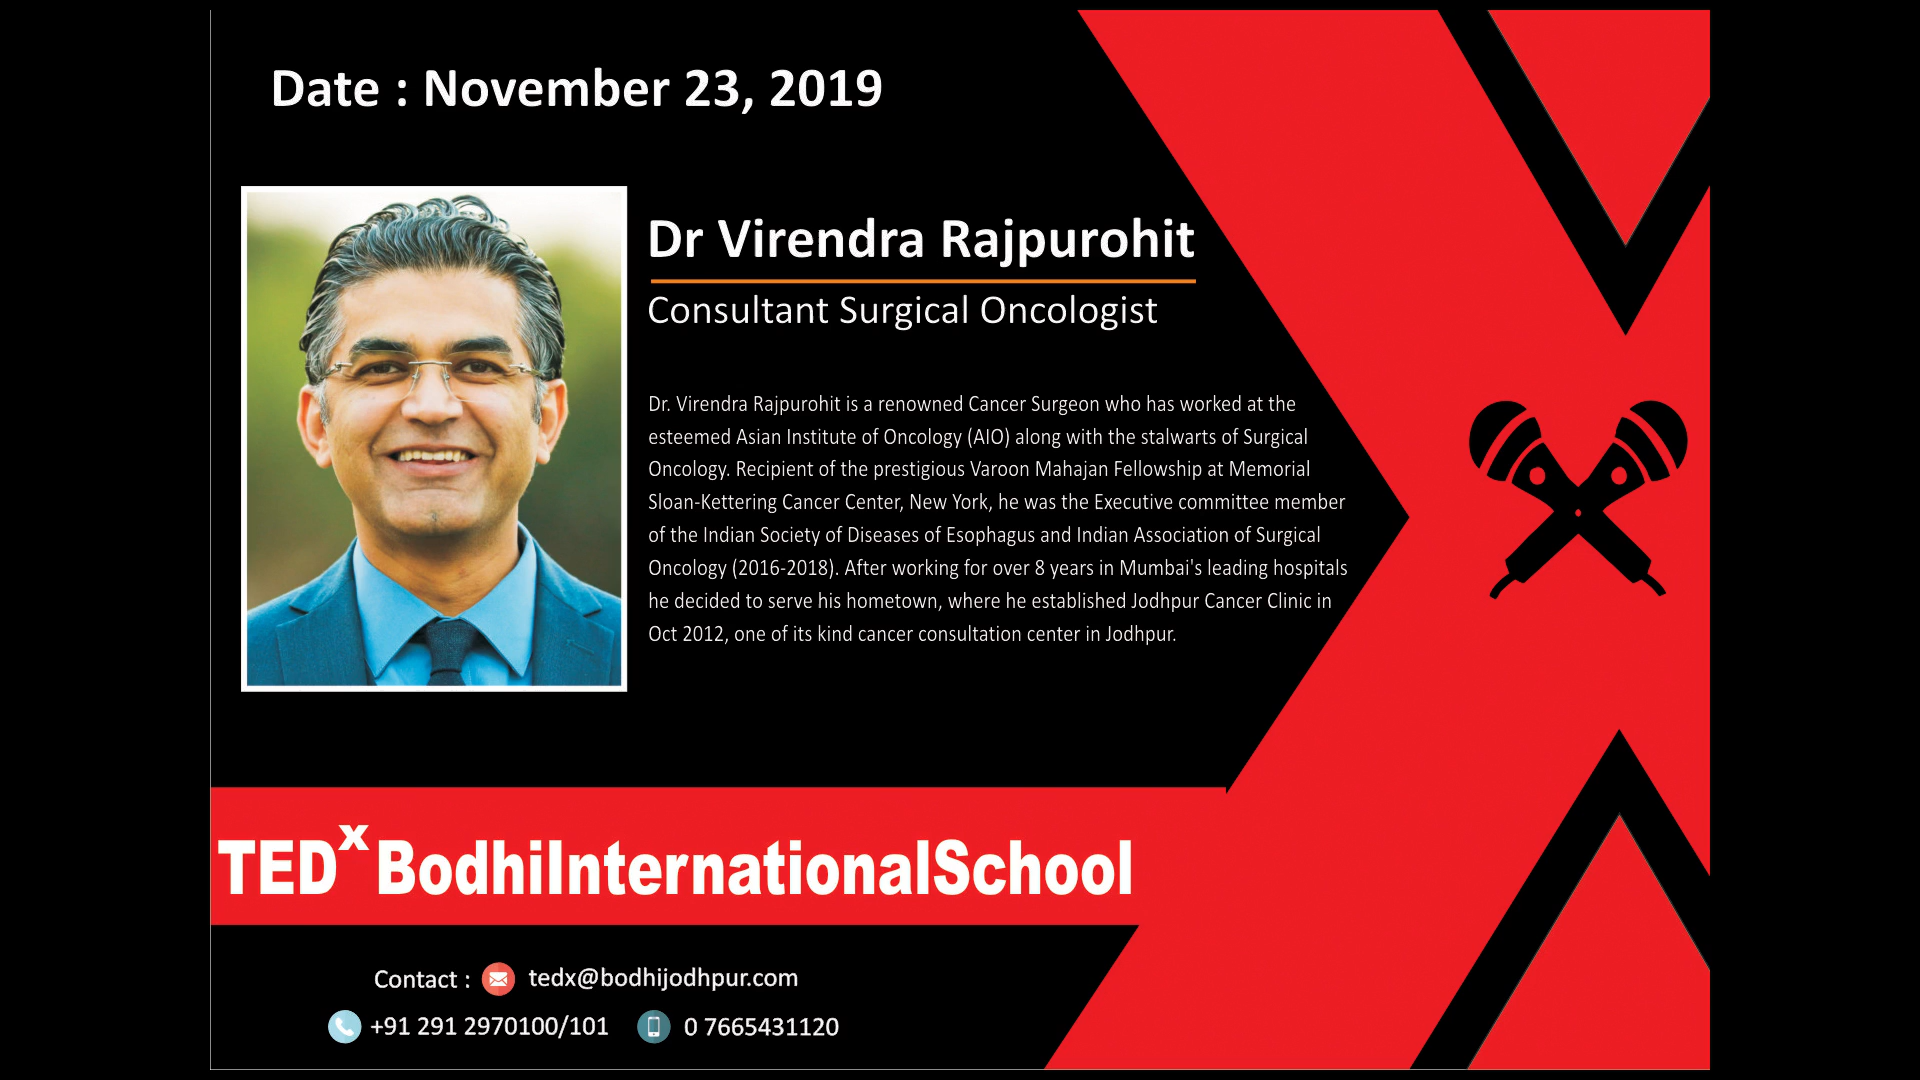 Date : November 23, 2019
Dr Virendra Rajpurohit
Consultant Surgical Oncologist
Dr. Virendra Rajpurohit is a renowned Cancer Surgeon who has worked at the
esteemed Asian Institute of Oncology (AIO) along with the stalwarts of Surgical
Oncology. Recipient of the prestigious Varoon Mahajan Fellowship at Memorial
Sloan-Kettering Cancer Center, New York, he was the Executive committee member
of the Indian Society of Diseases of Esophagus and Indian Association of Surgical
Oncology (2016-2018). After working for over 8 years in Mumbai's leading hospitals
he decided to serve his hometown, where he established Jodhpur Cancer Clinic in
Oct 2012, one of its kind cancer consultation center in Jodhpur.
TEDx BodhiInternationalSchool
Contact : tedx@bodhijodhpur.com
+91 291 2970100/101 0 7665431120